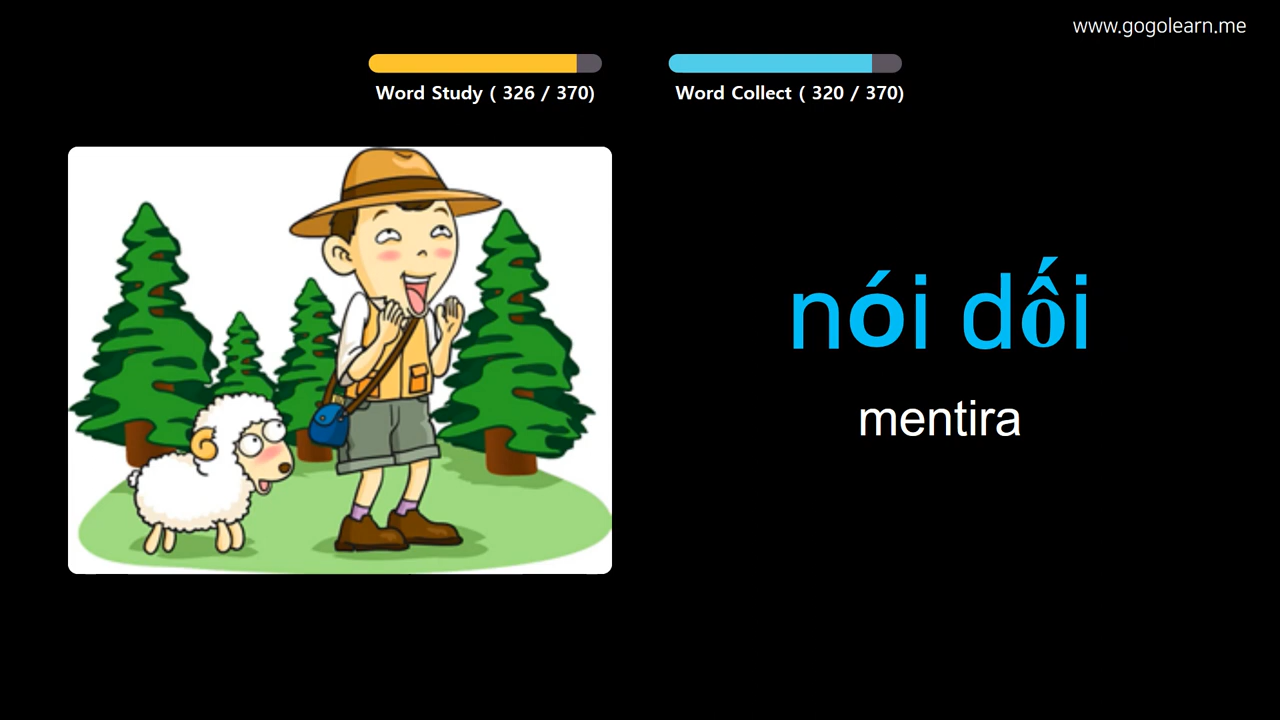 www.gogolearn.me
Word Study ( 326 / 370)
Word Collect ( 320 / 370)
nói dối
mentira